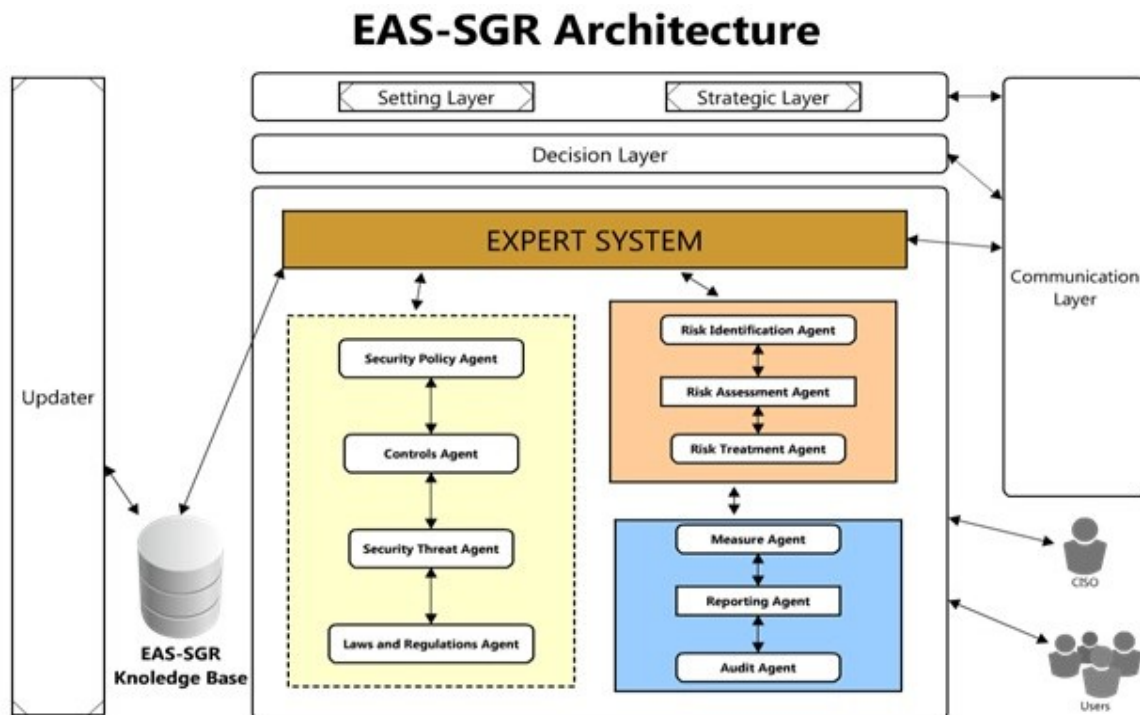 EAS-SGR Architecture
Setting Layer
Strategic Layer
Decision Layer
EXPERT SYSTEM
Communication
Layer
Updater
Security Policy Agent
Controls Agent
Security Threat Agent
Laws and Regulations Agent
Risk Identification Agent
Risk Assessment Agent
Risk Treatment Agent
Measure Agent
Reporting Agent
Audit Agent
EAS-SGR
Knoledge Base
CISO
Users